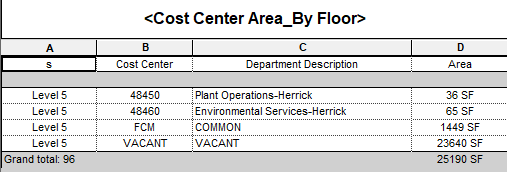 <Cost Center Area_By Floor>
A B C D
s Cost Center Department Description Area
Level 5 48450 Plant Operations-Herrick 36 SF
Level 5 48460 Environmental Services-Herrick 65 SF
Level 5 FCM COMMON 1449 SF
Level 5 VACANT VACANT 23640 SF
Grand total: 96 25190 SF